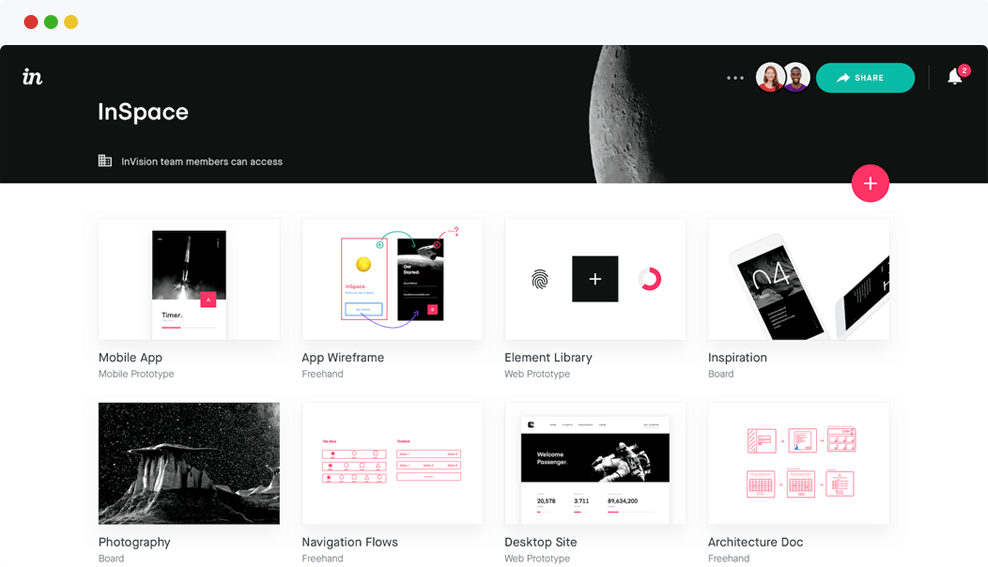 in
SHARE
2
InSpace
InVision team members can access
Timer.
InSpace.
Get
Started.
?
04
Mobile App
Mobile Prototype
App Wireframe
Freehand
Element Library
Web Prototype
Inspiration
Board
Welcome
Passenger.
20,578
3.711
89,634,200
Photography
Board
Navigation Flows
Freehand
Desktop Site
Web Prototype
Architecture Doc
Freehand